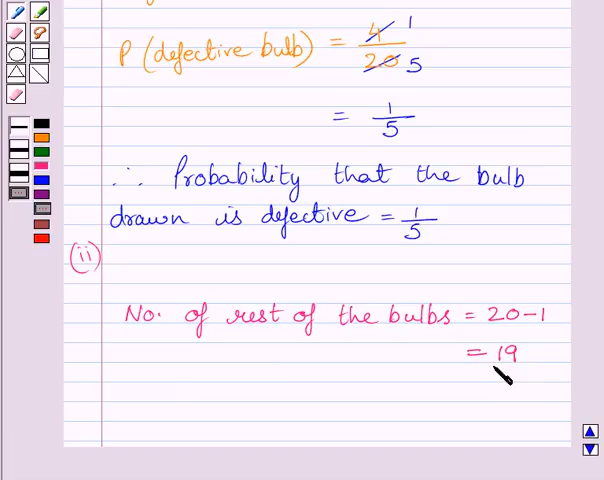 P (defective bulb) = 4/20 1 5
= 1/5
∴ Probability that the bulb
drawn is defective = 1/5
(ii)
No. of rest of the bulbs = 20-1
= 19